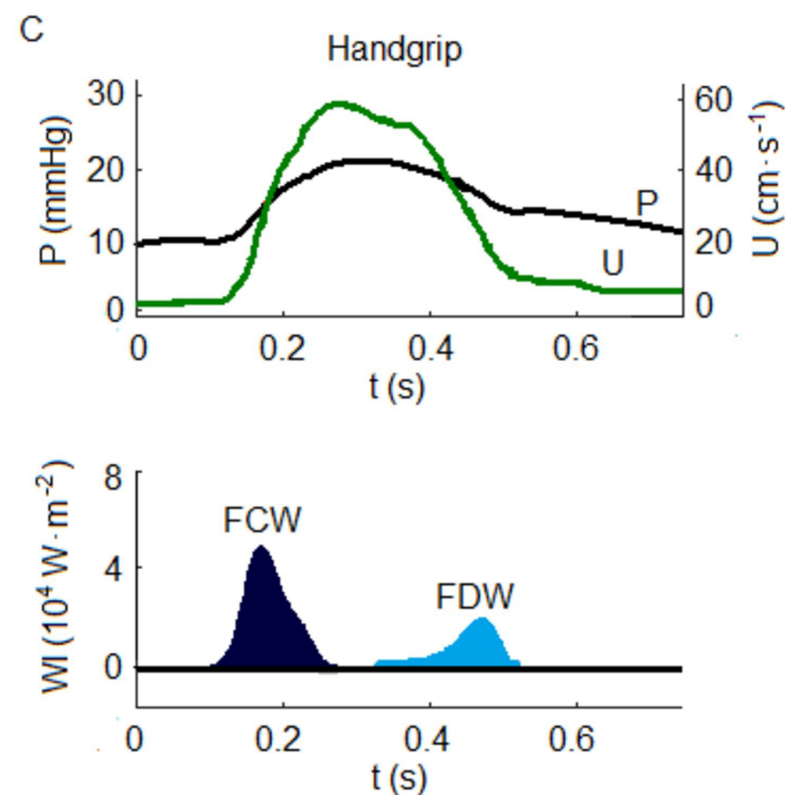 C
Handgrip
P (mmHg)
30
20
10
0
60
40
20
0
U (cm·s⁻¹)
P
U
0 0.2 0.4 0.6
t (s)
WI (10⁴ W·m⁻²)
8
4
0
FCW
FDW
0 0.2 0.4 0.6
t (s)